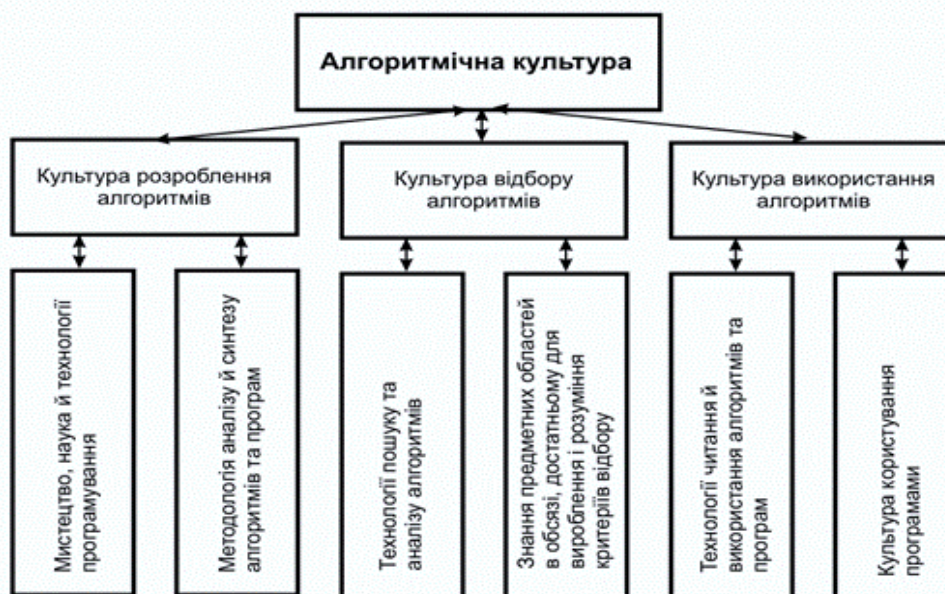 Алгоритмічна культура
Культура розроблення
алгоритмів
Культура відбору
алгоритмів
Культура використання
алгоритмів
Мистецтво, наука й технології
програмування
Методологія аналізу й синтезу
алгоритмів та програм
Технології пошуку та
аналізу алгоритмів
Знання предметних областей
в обсязі, достатньому для
вироблення і розуміння
критеріїв відбору
Технології читання й
використання алгоритмів та
програм
Культура користування
програмами